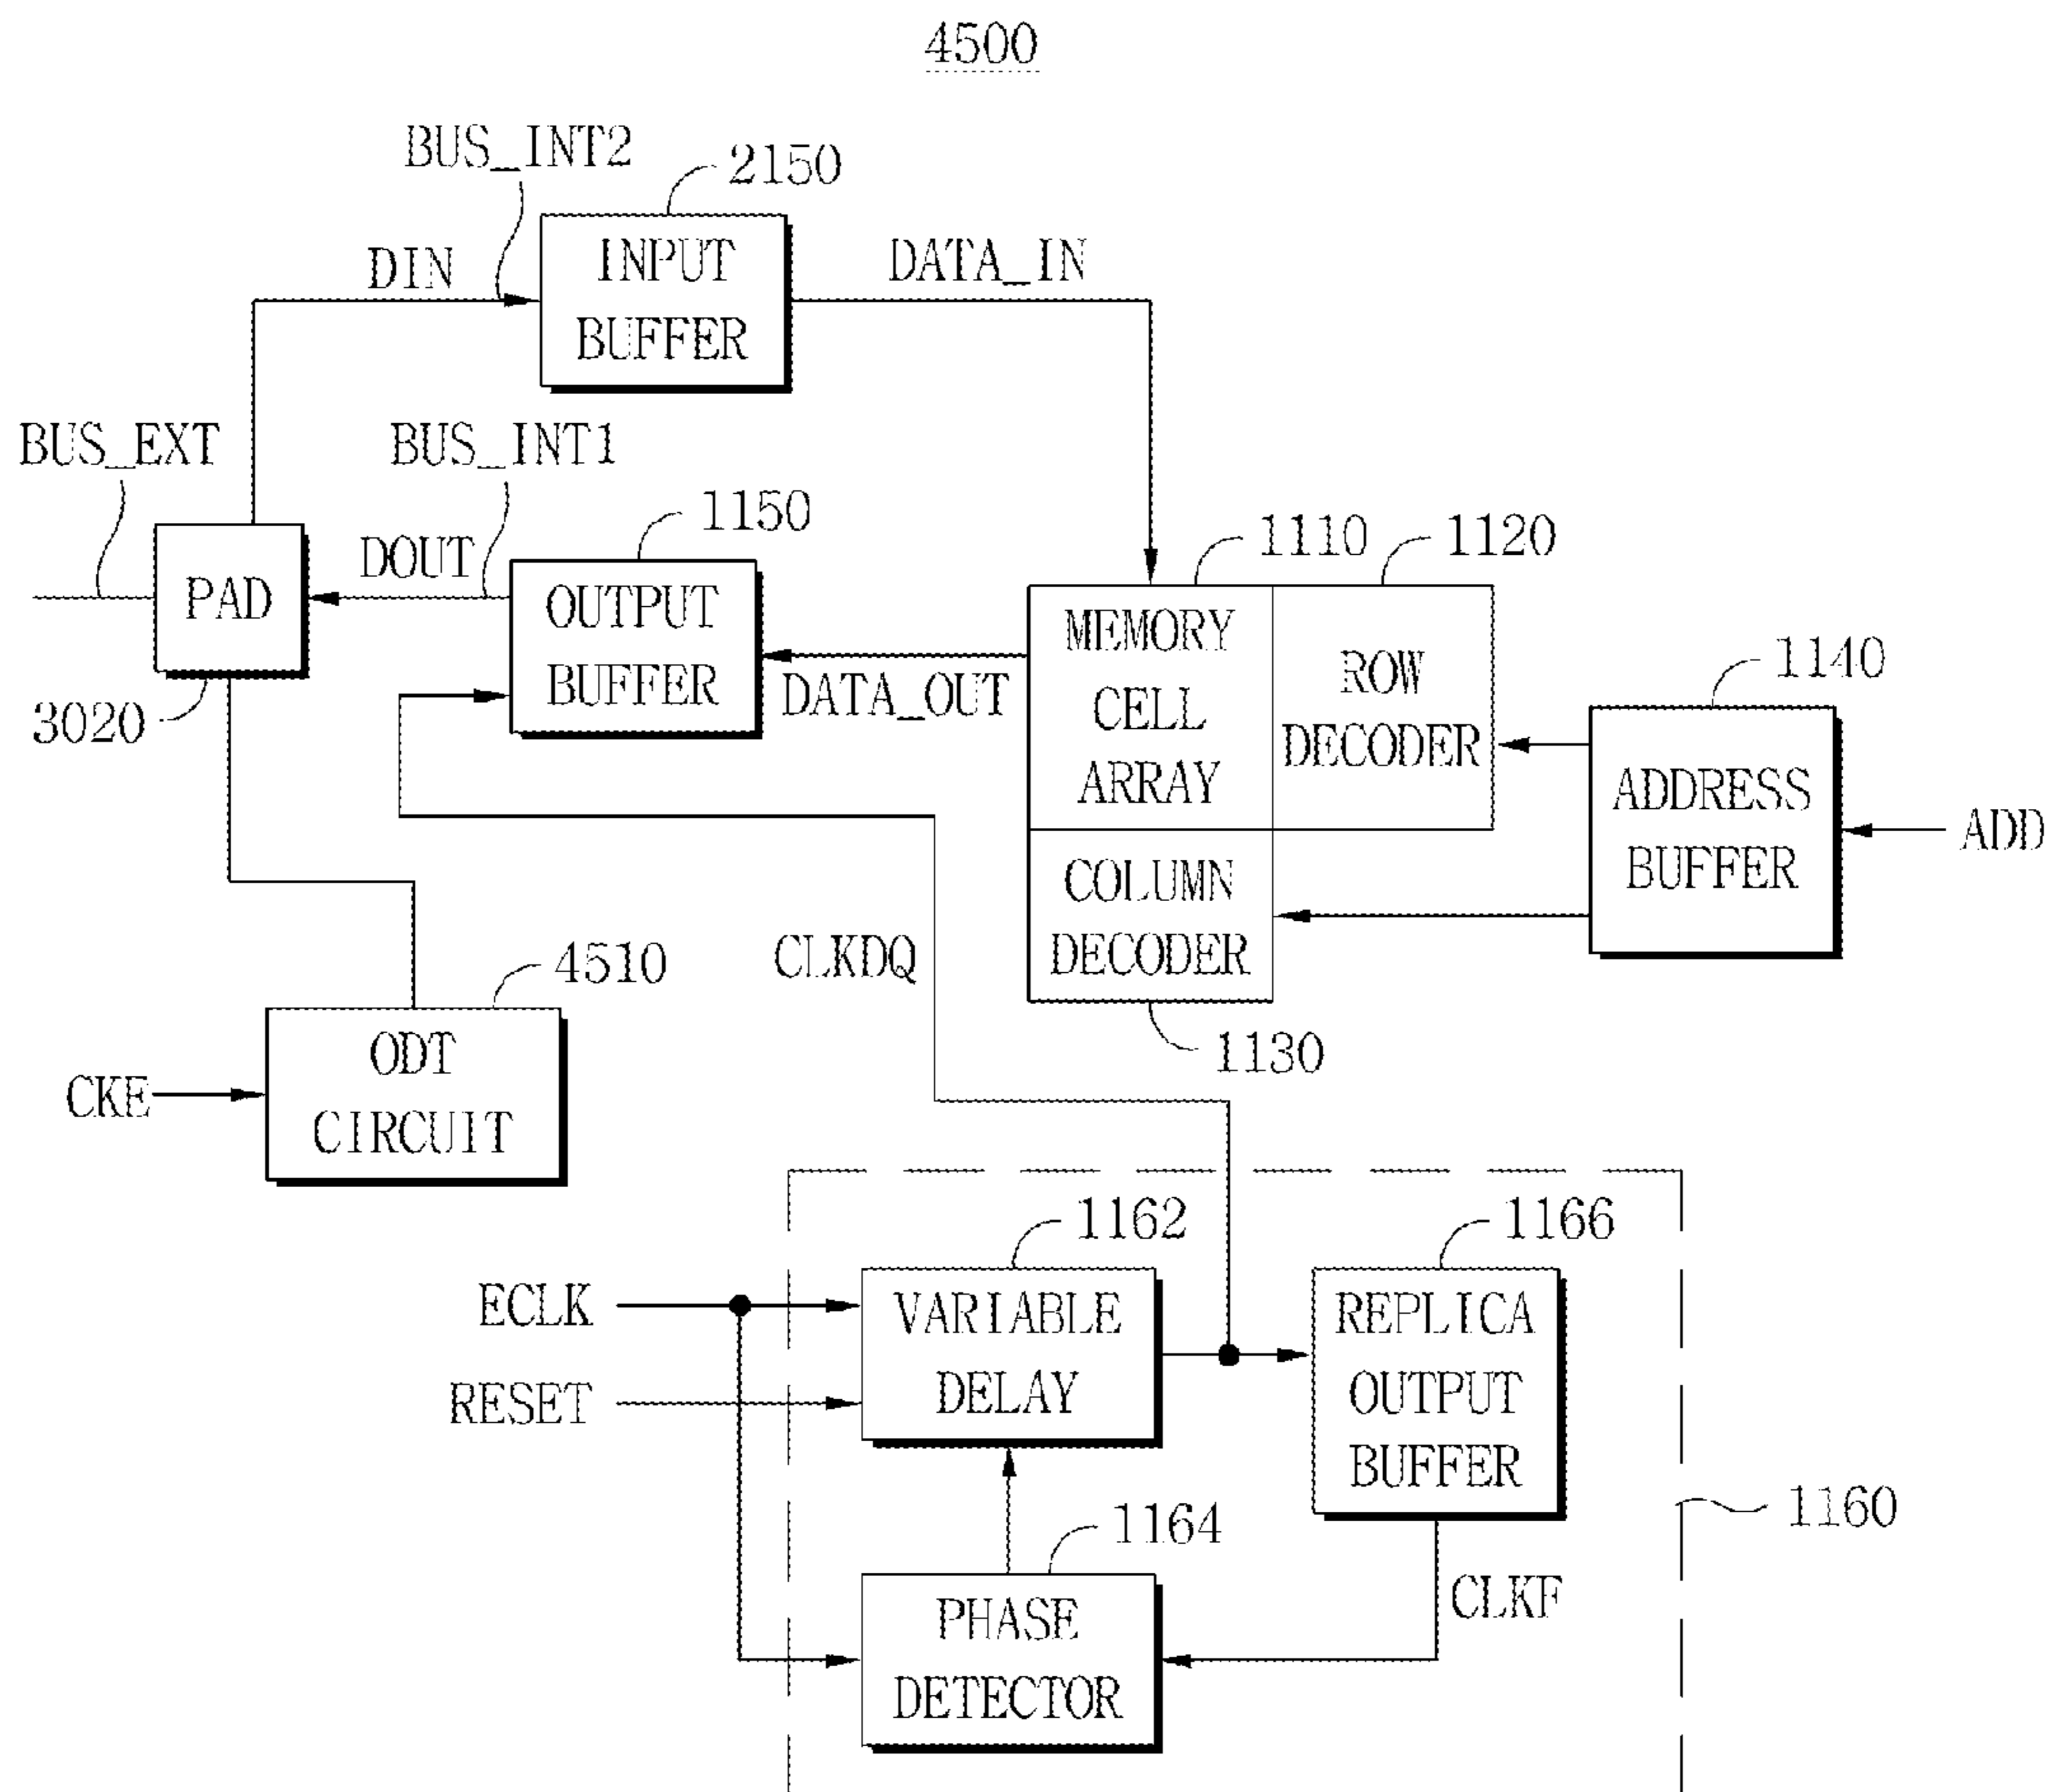 4500
BUS_INT2
2150
DIN
INPUT
BUFFER
DATA_IN
BUS_EXT
BUS_INT1
1150
1110
1120
PAD
DOUT
OUTPUT
BUFFER
DATA_OUT
MEMORY
CELL
ARRAY
ROW
DECODER
1140
3020
ADDRESS
BUFFER
ADD
COLUMN
DECODER
CLKDQ
4510
1130
CKE
ODT
CIRCUIT
1162
1166
ECLK
RESET
VARIABLE
DELAY
REPLICA
OUTPUT
BUFFER
1164
1160
PHASE
DETECTOR
CLKF